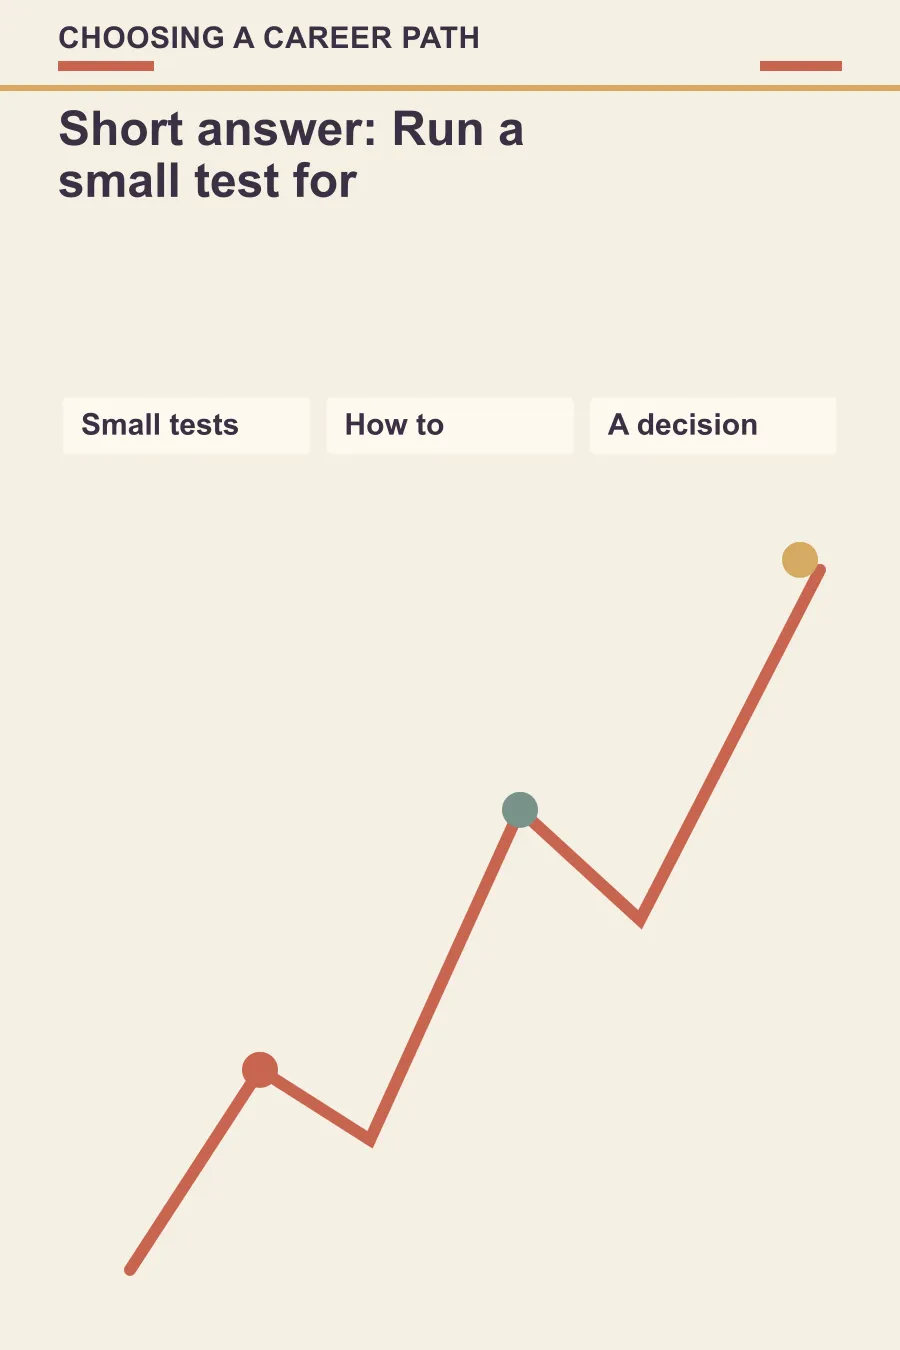 CHOOSING A CAREER PATH
Short answer: Run a
small test for
Small tests
How to
A decision